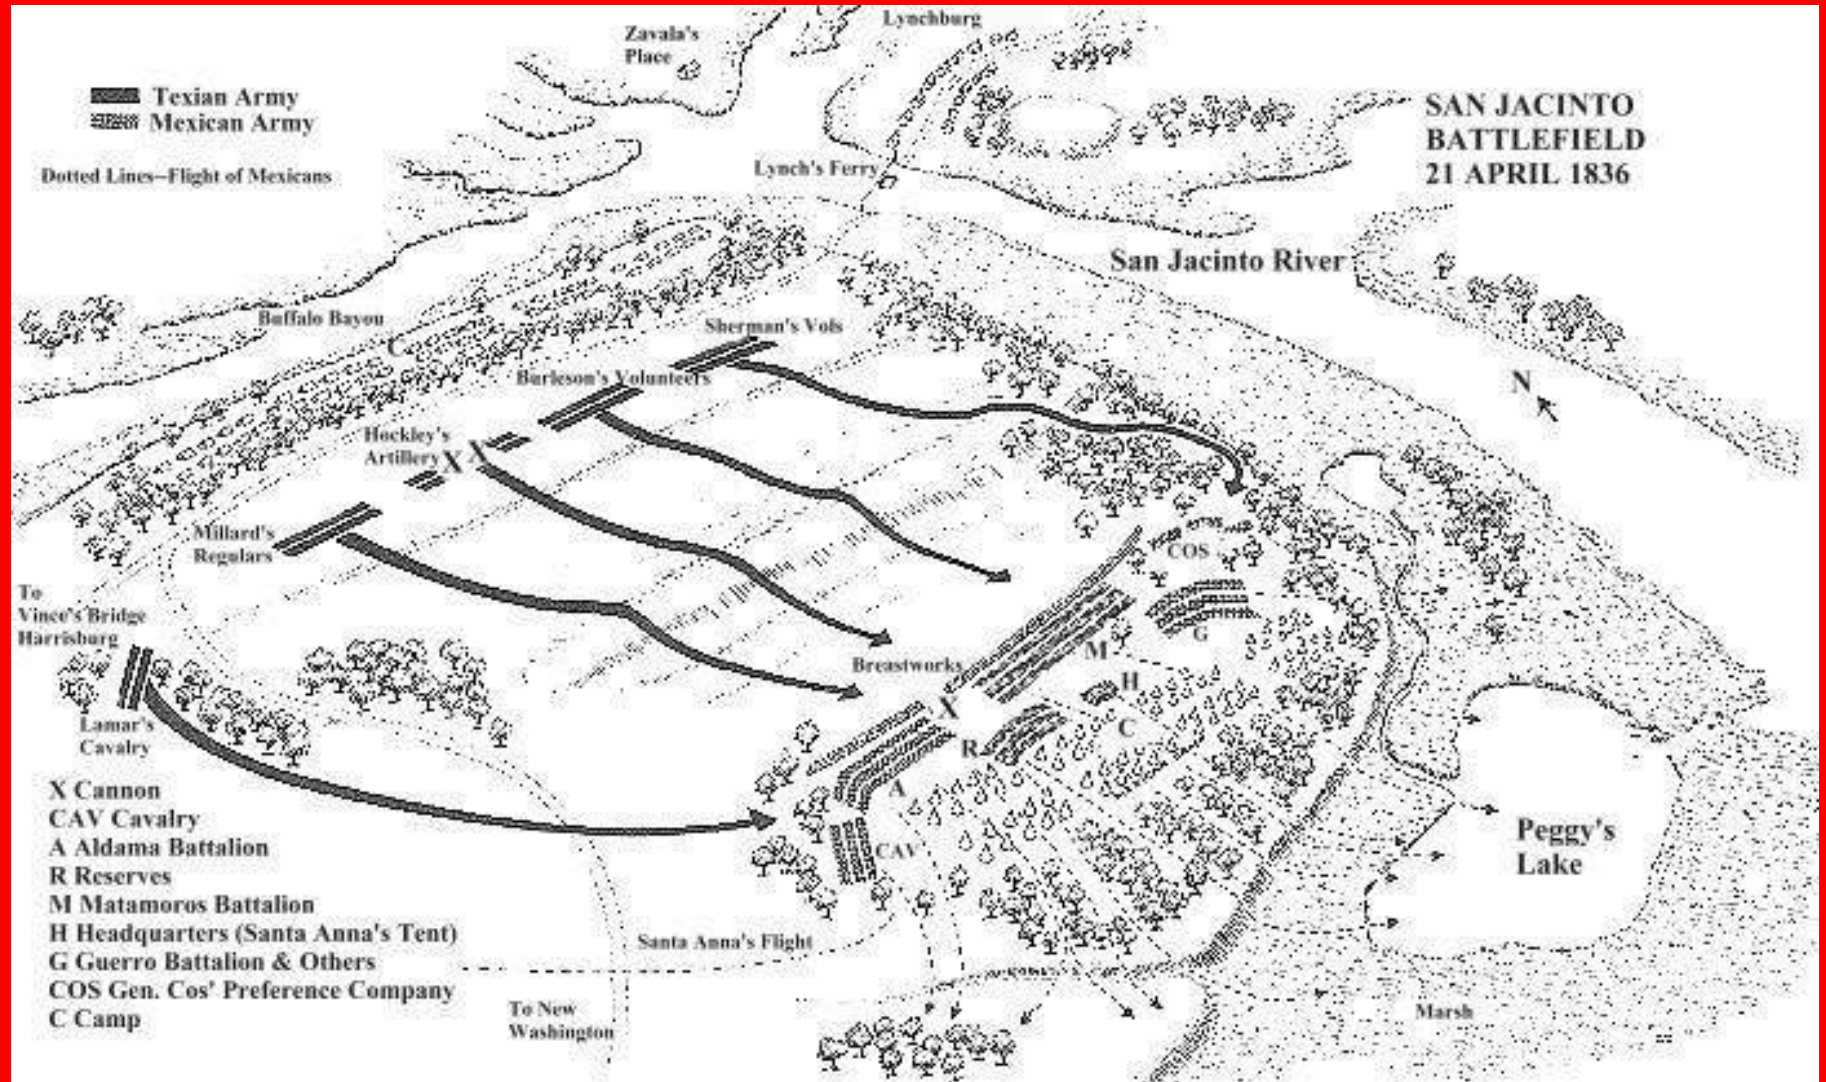 Lynchburg
Zavala's
Place
Texian Army
Mexican Army
SAN JACINTO
BATTLEFIELD
21 APRIL 1836
Dotted Lines--Flight of Mexicans
Lynch's Ferry
San Jacinto River
Buffalo Bayou
Sherman's Vols
C
Burleson's Volunteers
N
Hockley's
Artillery X X
Millard's
Regulars
COS
To
Vince's Bridge
Harrisburg
G
M
Breastworks
H
X
Lamar's
Cavalry
C
R
A
X Cannon
CAV Cavalry
A Aldama Battalion
R Reserves
M Matamoros Battalion
H Headquarters (Santa Anna's Tent)
G Guerro Battalion & Others
COS Gen. Cos' Preference Company
C Camp
CAV
Peggy's
Lake
Santa Anna's Flight
To New
Washington
Marsh